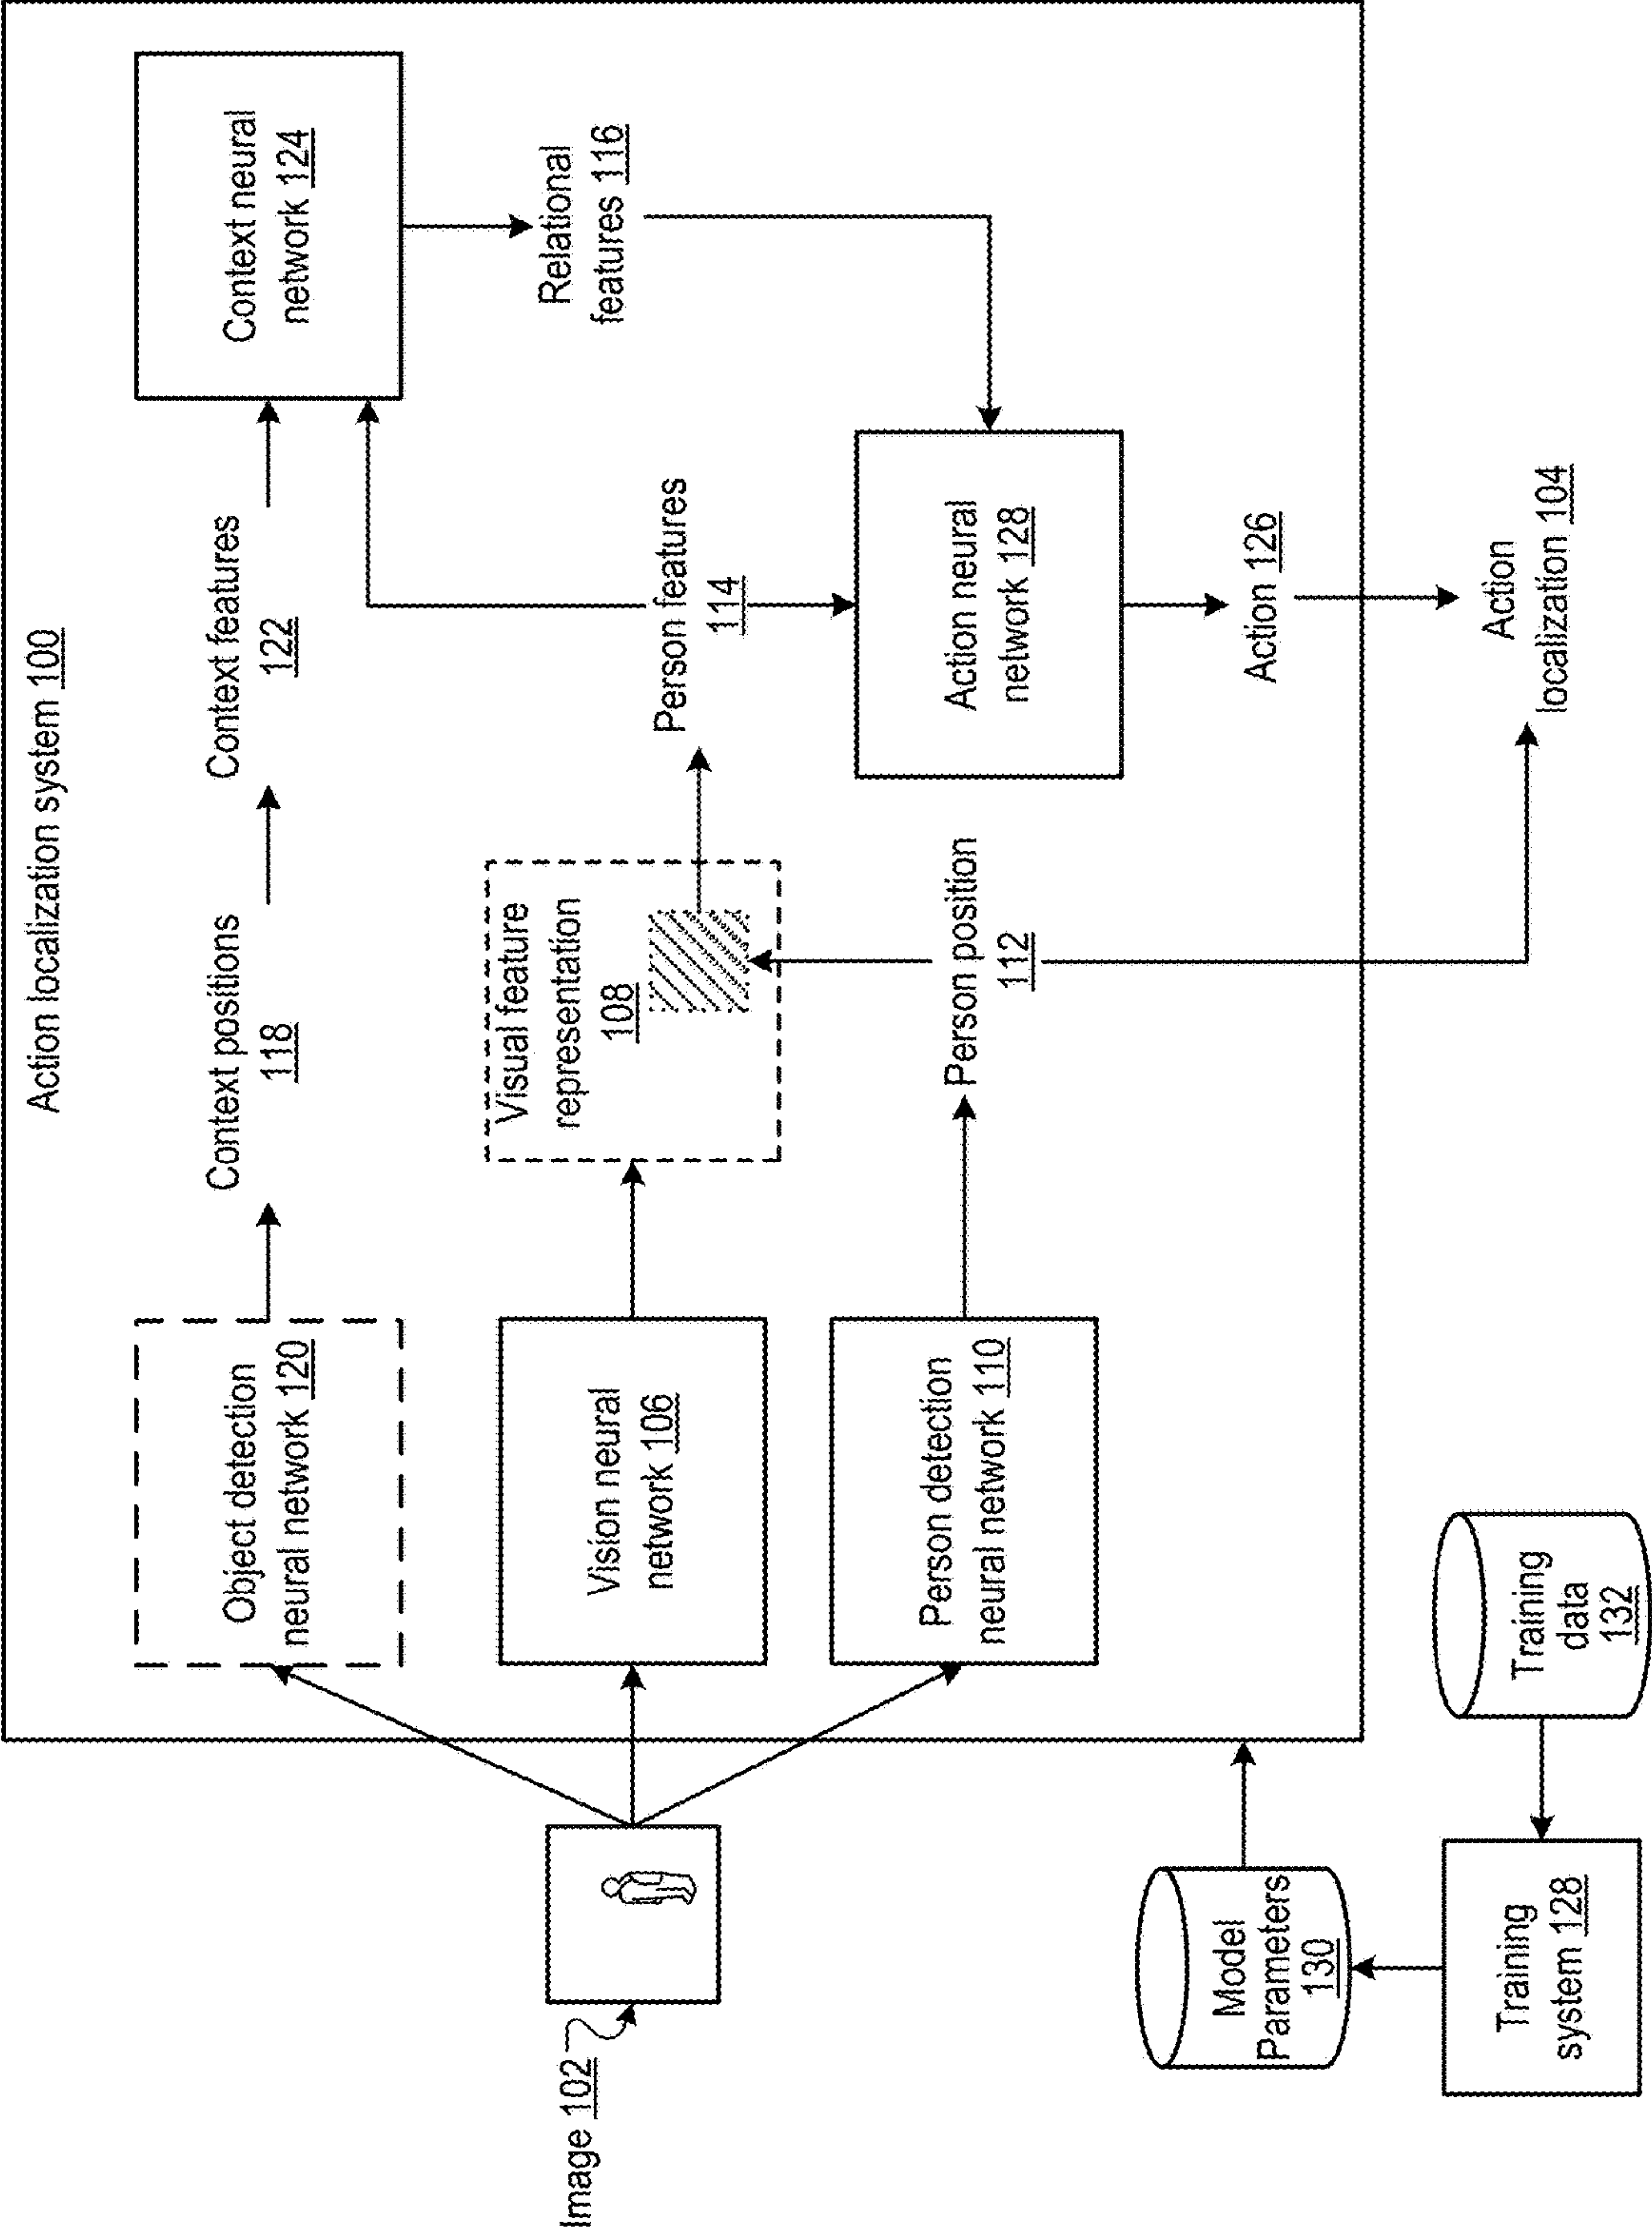 Action localization system 100
Image 102
Object detection
neural network 120
Context positions
118
Context features
122
Context neural
network 124
Relational
features 116
Vision neural
network 106
Visual feature
representation
108
Person features
114
Person detection
neural network 110
Person position
112
Action neural
network 128
Action 126
Action
localization 104
Model
Parameters
130
Training
system 128
Training
data
132